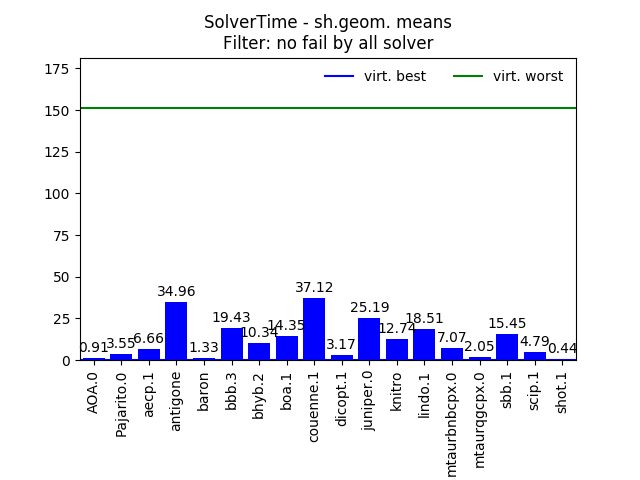 SolverTime - sh.geom. means
Filter: no fail by all solver
virt. best
virt. worst
175
150
125
100
75
50
25
0
0.91
3.55
6.66
34.96
1.33
19.43
10.34
14.35
37.12
3.17
25.19
12.74
18.51
7.07
2.05
15.45
4.79
0.44
AOA.0
Pajarito.0
aecp.1
antigone
baron
bbb.3
bhyb.2
boa.1
couenne.1
dicopt.1
juniper.0
knitro
lindo.1
mtaurbnbcpx.0
mtaurqgcpx.0
sbb.1
scip.1
shot.1